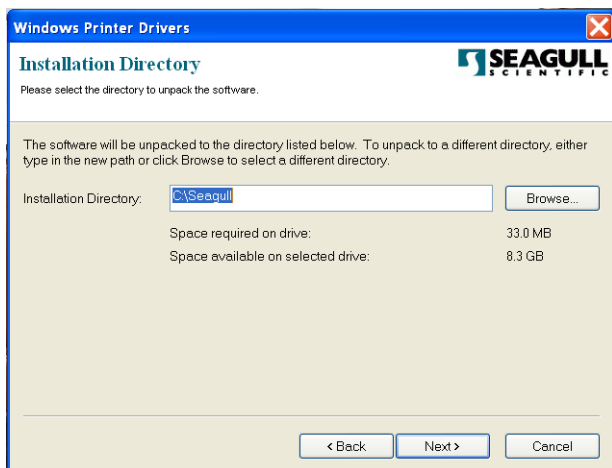 Windows Printer Drivers
Installation Directory
SEAGULL
SCIENTIFIC
Please select the directory to unpack the software.
The software will be unpacked to the directory listed below. To unpack to a different directory, either
type in the new path or click Browse to select a different directory.
Installation Directory: C:\Seagull Browse...
Space required on drive: 33.0 MB
Space available on selected drive: 8.3 GB
< Back Next > Cancel